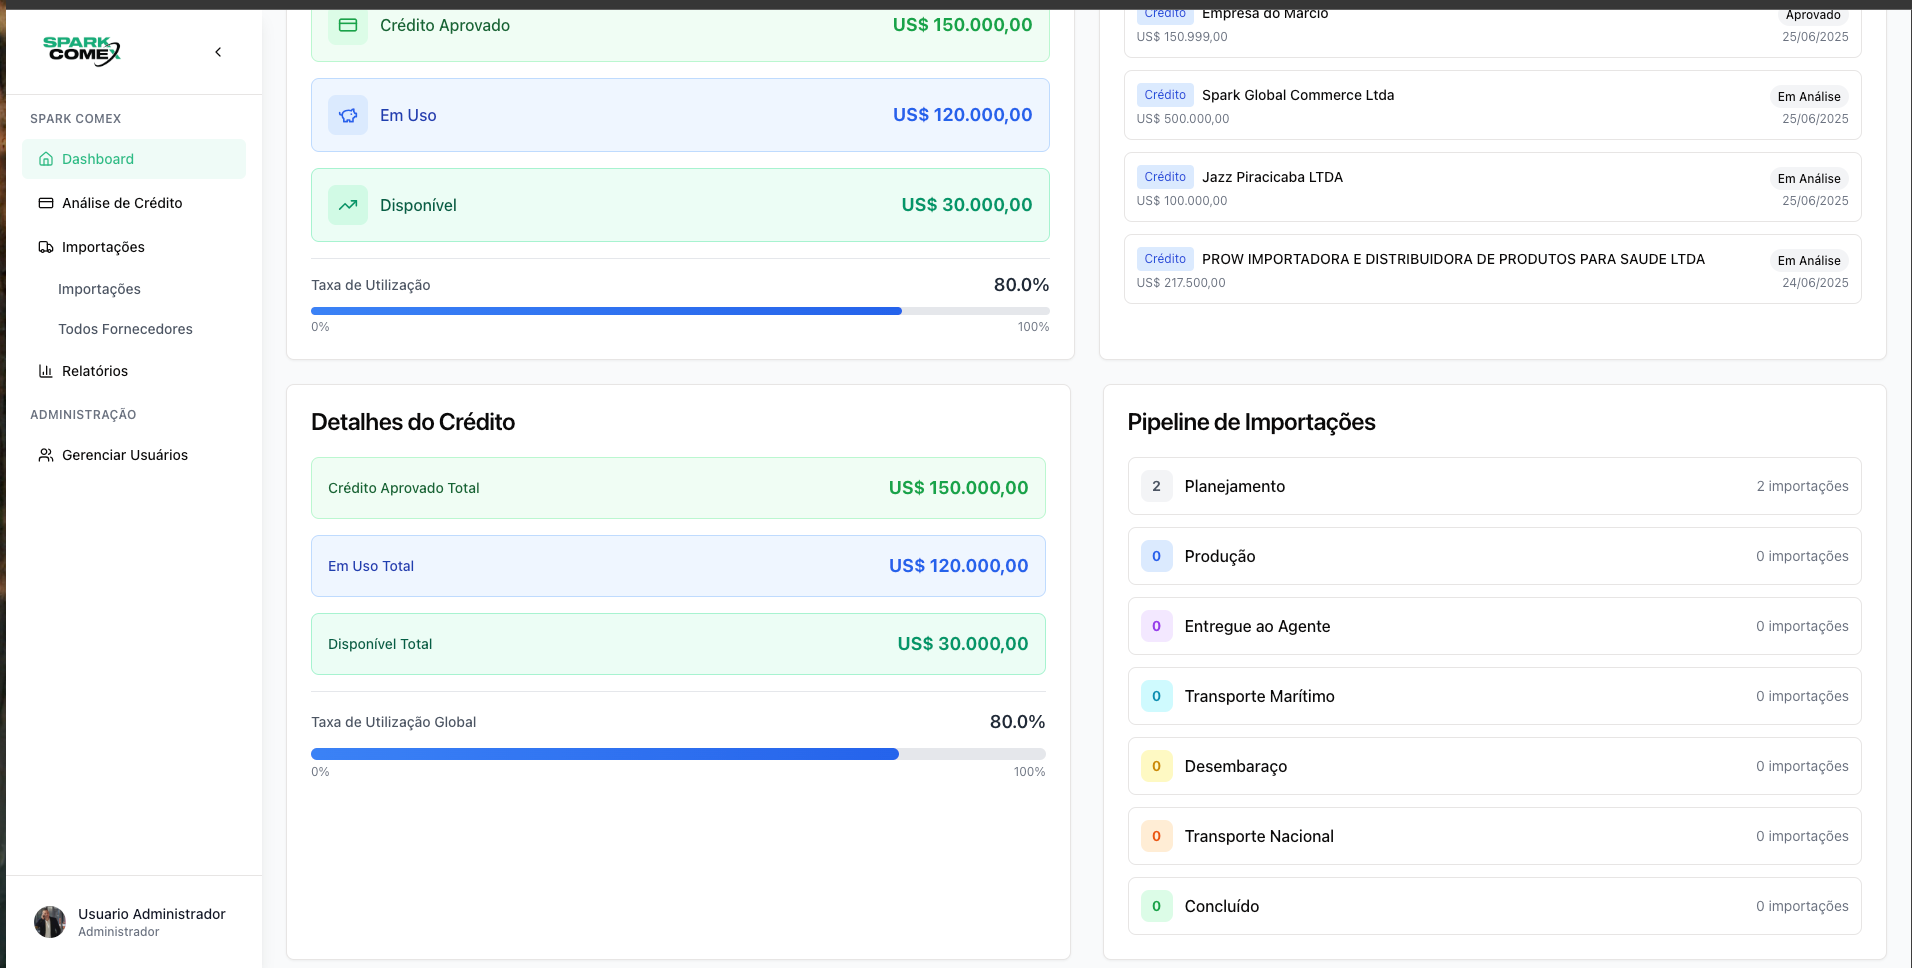 SPARK
COMEX
SPARK COMEX
Dashboard
Análise de Crédito
Importações
Importações
Todos Fornecedores
Relatórios
ADMINISTRAÇÃO
Gerenciar Usuários
Usuario Administrador
Administrador
Crédito Aprovado US$ 150.000,00
Em Uso US$ 120.000,00
Disponível US$ 30.000,00
Taxa de Utilização 80.0%
0% 100%
Crédito Empresa do Marcio Aprovado
US$ 150.999,00 25/06/2025
Crédito Spark Global Commerce Ltda Em Análise
US$ 500.000,00 25/06/2025
Crédito Jazz Piracicaba LTDA Em Análise
US$ 100.000,00 25/06/2025
Crédito PROW IMPORTADORA E DISTRIBUIDORA DE PRODUTOS PARA SAUDE LTDA Em Análise
US$ 217.500,00 24/06/2025
Detalhes do Crédito
Crédito Aprovado Total US$ 150.000,00
Em Uso Total US$ 120.000,00
Disponível Total US$ 30.000,00
Taxa de Utilização Global 80.0%
0% 100%
Pipeline de Importações
2 Planejamento 2 importações
0 Produção 0 importações
0 Entregue ao Agente 0 importações
0 Transporte Marítimo 0 importações
0 Desembaraço 0 importações
0 Transporte Nacional 0 importações
0 Concluído 0 importações